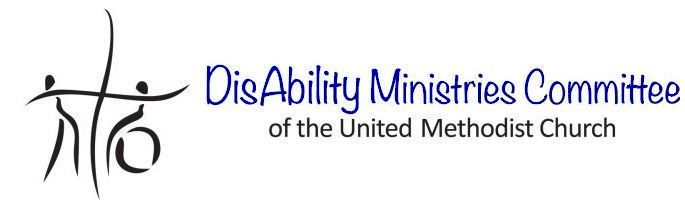 DisAbility Ministries Committee
of the United Methodist Church